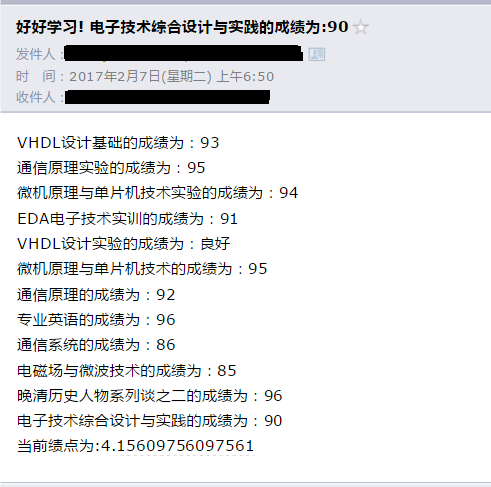 好好学习! 电子技术综合设计与实践的成绩为:90
发件人：
时　间：2017年2月7日(星期二) 上午6:50
收件人：
VHDL设计基础的成绩为：93
通信原理实验的成绩为：95
微机原理与单片机技术实验的成绩为：94
EDA电子技术实训的成绩为：91
VHDL设计实验的成绩为：良好
微机原理与单片机技术的成绩为：95
通信原理的成绩为：92
专业英语的成绩为：96
通信系统的成绩为：86
电磁场与微波技术的成绩为：85
晚清历史人物系列谈之二的成绩为：96
电子技术综合设计与实践的成绩为：90
当前绩点为:4.15609756097561